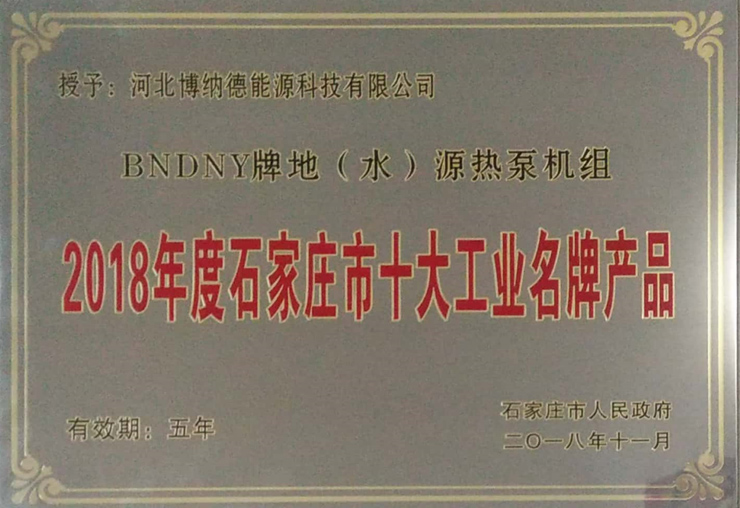 授予：河北博纳德能源科技有限公司
BNDNY牌地（水）源热泵机组
2018年度石家庄市十大工业名牌产品
有效期：五年
石家庄市人民政府
二〇一八年十一月